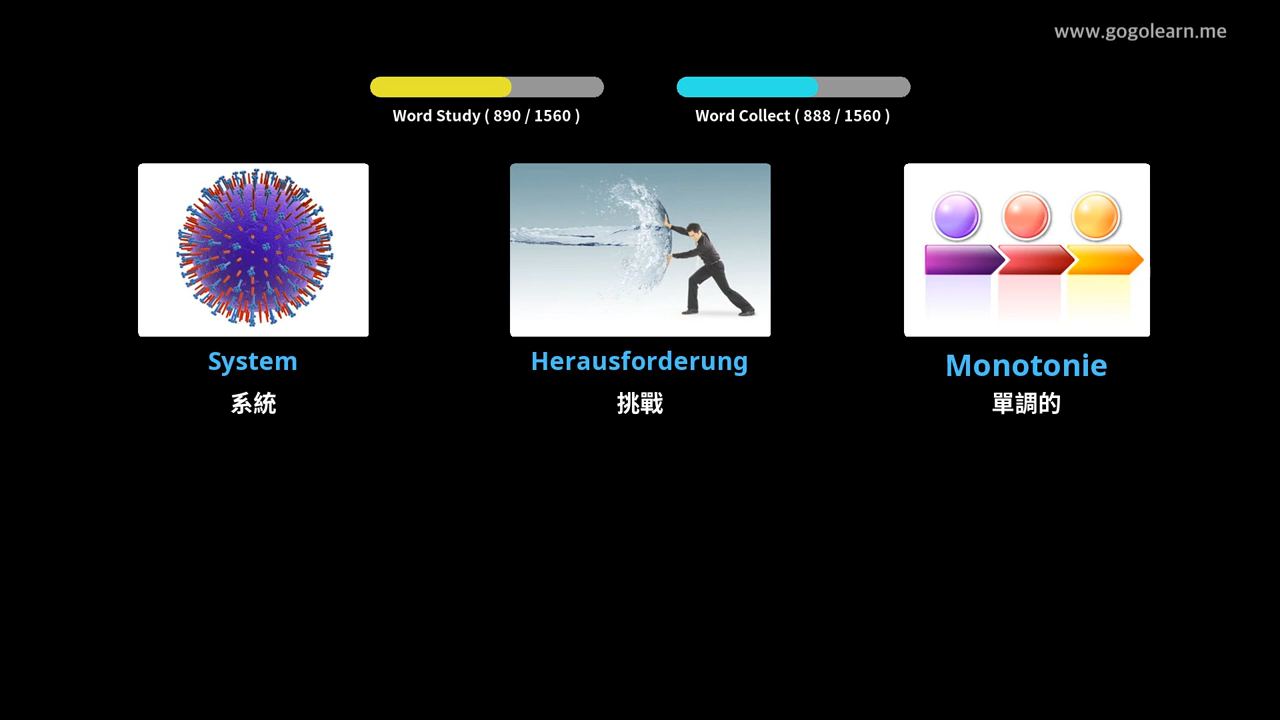 www.gogolearn.me
Word Study ( 890 / 1560 )
Word Collect ( 888 / 1560 )
System
Herausforderung
Monotonie
系統
挑戰
單調的